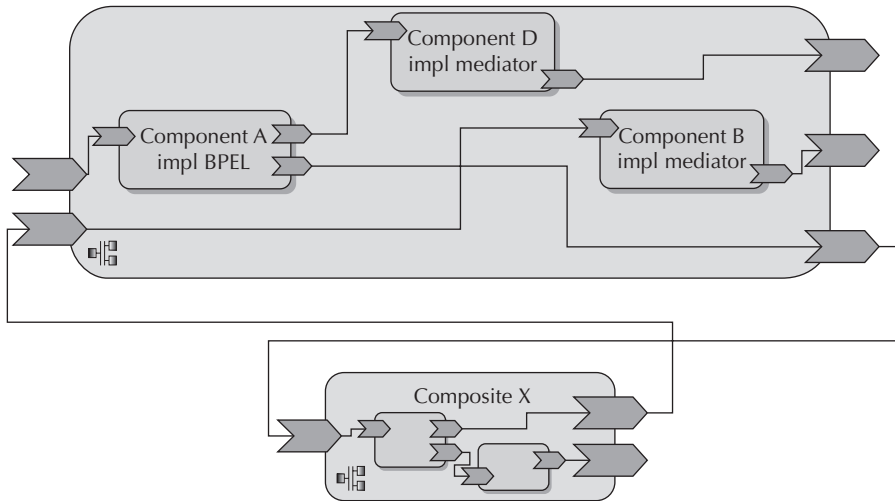 Component D
impl mediator
Component A
impl BPEL
Component B
impl mediator
Composite X